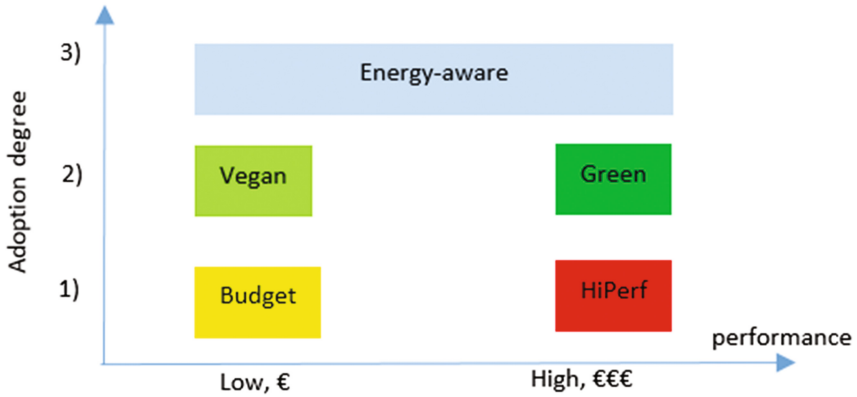 Adoption degree
3)
Energy-aware
2)
Vegan
Green
1)
Budget
HiPerf
performance
Low, €
High, €€€